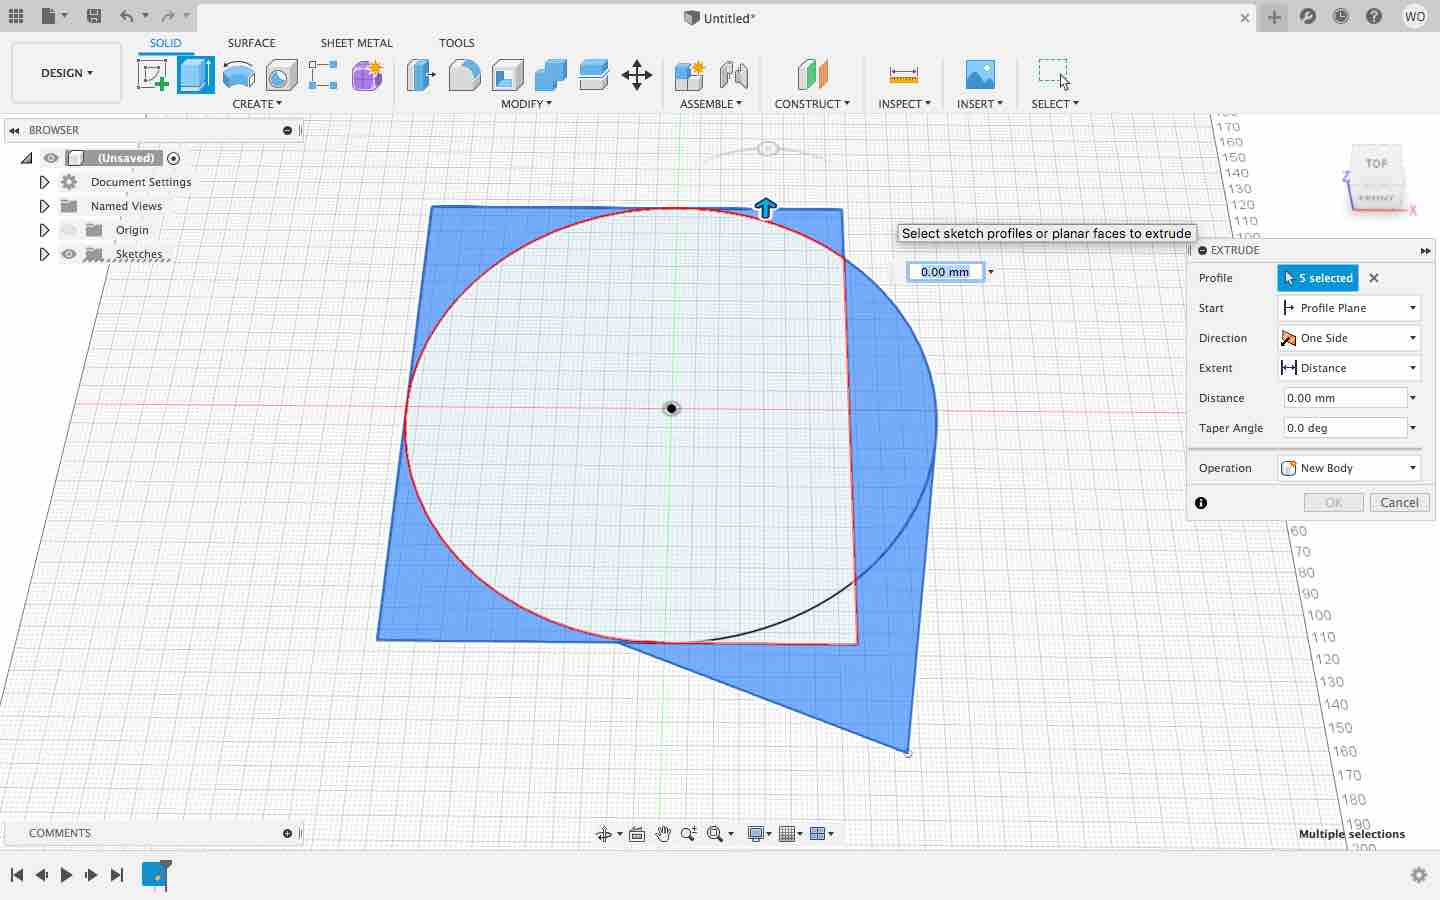 Untitled*
WO
DESIGN
SOLID SURFACE SHEET METAL TOOLS
CREATE MODIFY ASSEMBLE CONSTRUCT INSPECT INSERT SELECT
BROWSER
(Unsaved)
Document Settings
Named Views
Origin
Sketches
170
160
150
140
130
120
110
100
TOP
FRONT
Z
X
Select sketch profiles or planar faces to extrude
0.00 mm
EXTRUDE
Profile 5 selected
Start Profile Plane
Direction One Side
Extent Distance
Distance 0.00 mm
Taper Angle 0.0 deg
Operation New Body
OK Cancel
60
70
80
90
100
110
120
130
140
150
160
170
180
190
200
Multiple selections
COMMENTS